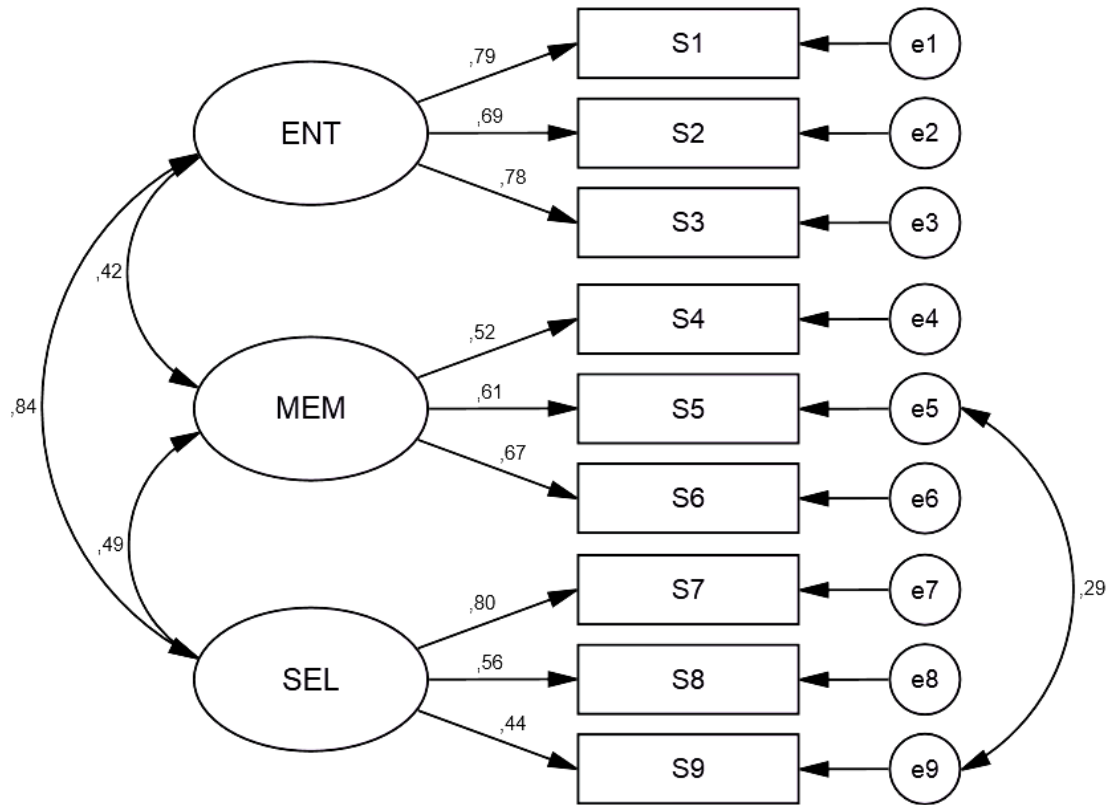 ,79
S1
e1
ENT
,69
S2
e2
,78
S3
e3
,42
,52
S4
e4
,84
MEM
,61
S5
e5
,67
S6
e6
,49
,80
S7
e7
,29
SEL
,56
S8
e8
,44
S9
e9